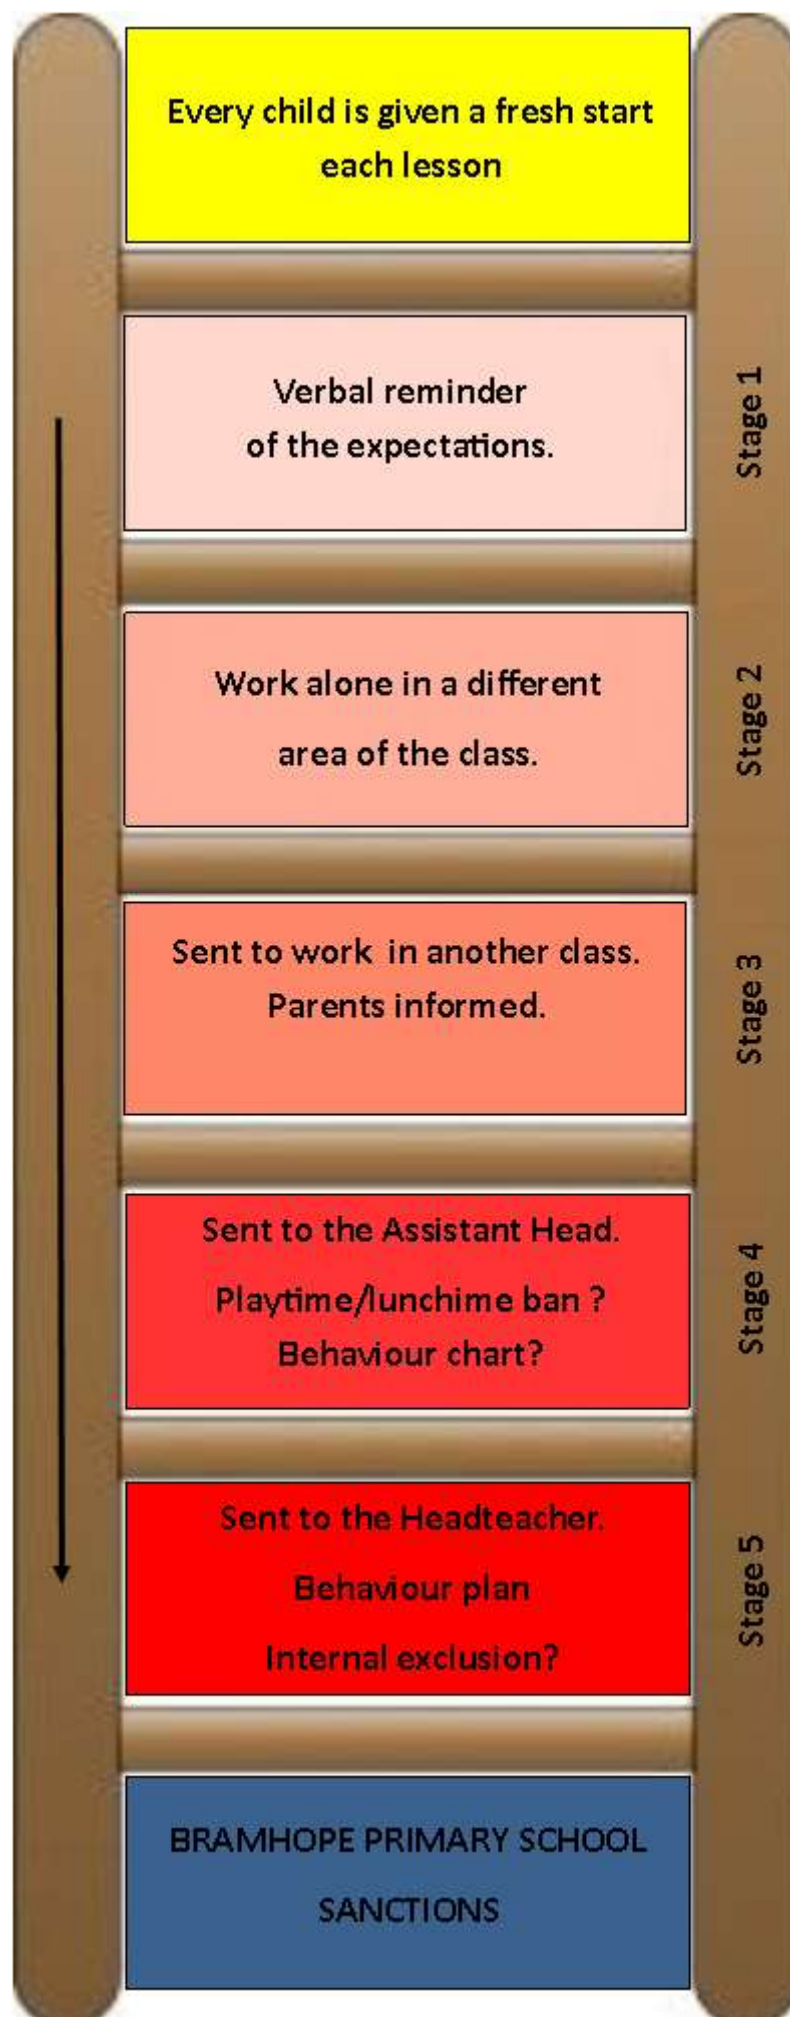 Every child is given a fresh start
each lesson
Verbal reminder
of the expectations.
Stage 1
Work alone in a different
area of the class.
Stage 2
Sent to work in another class.
Parents informed.
Stage 3
Sent to the Assistant Head.
Playtime/lunchime ban ?
Behaviour chart?
Stage 4
Sent to the Headteacher.
Behaviour plan
Internal exclusion?
Stage 5
BRAMHOPE PRIMARY SCHOOL
SANCTIONS